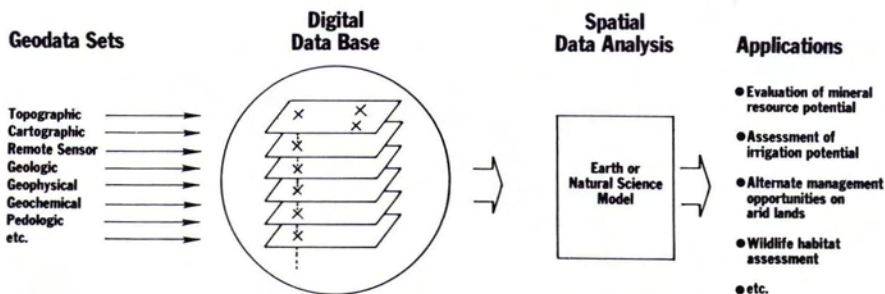 Geodata Sets
Topographic
Cartographic
Remote Sensor
Geologic
Geophysical
Geochemical
Pedologic
etc.
Digital
Data Base
Spatial
Data Analysis
Earth or
Natural Science
Model
Applications
● Evaluation of mineral
resource potential
● Assessment of
irrigation potential
● Alternate management
opportunities on
arid lands
● Wildlife habitat
assessment
● etc.